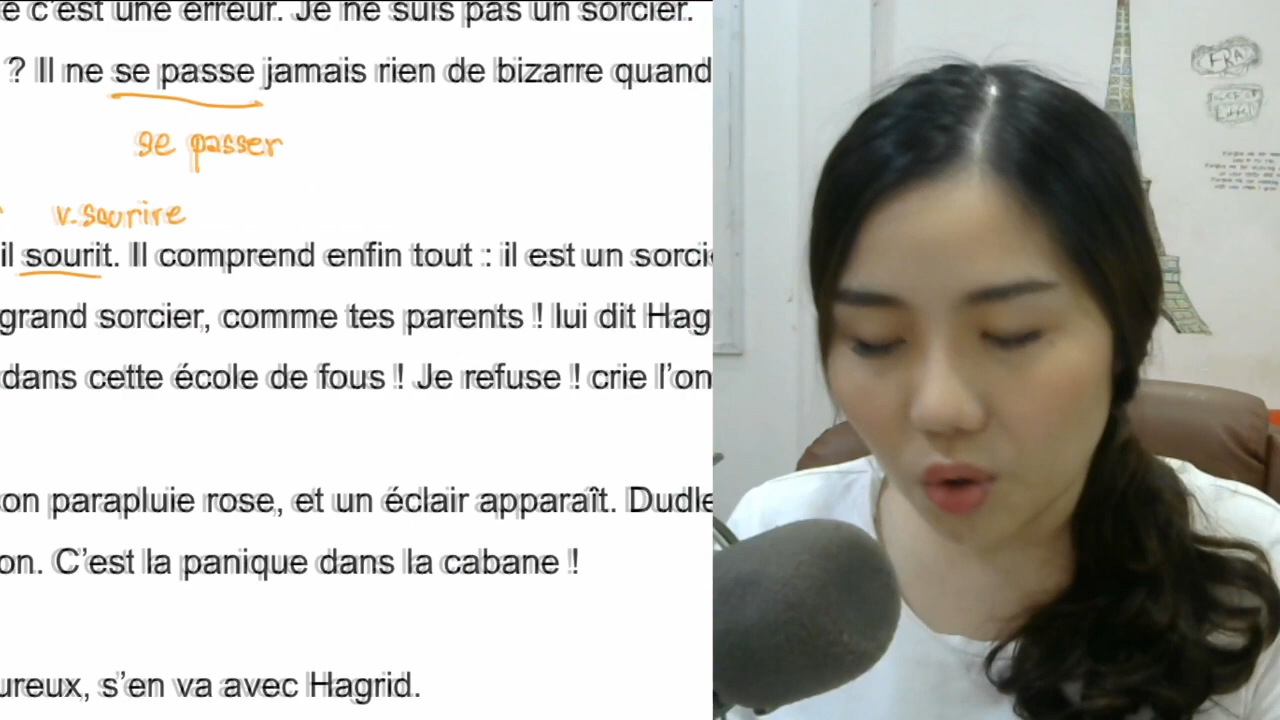 e c'est une erreur. Je ne suis pas un sorcier.
? Il ne se passe jamais rien de bizarre quand
se passer
v. sourire
il sourit. Il comprend enfin tout : il est un sorcie
grand sorcier, comme tes parents ! lui dit Hag
dans cette école de fous ! Je refuse ! crie l'on
on parapluie rose, et un éclair apparaît. Dudle
on. C'est la panique dans la cabane !
ureux, s'en va avec Hagrid.
FRA